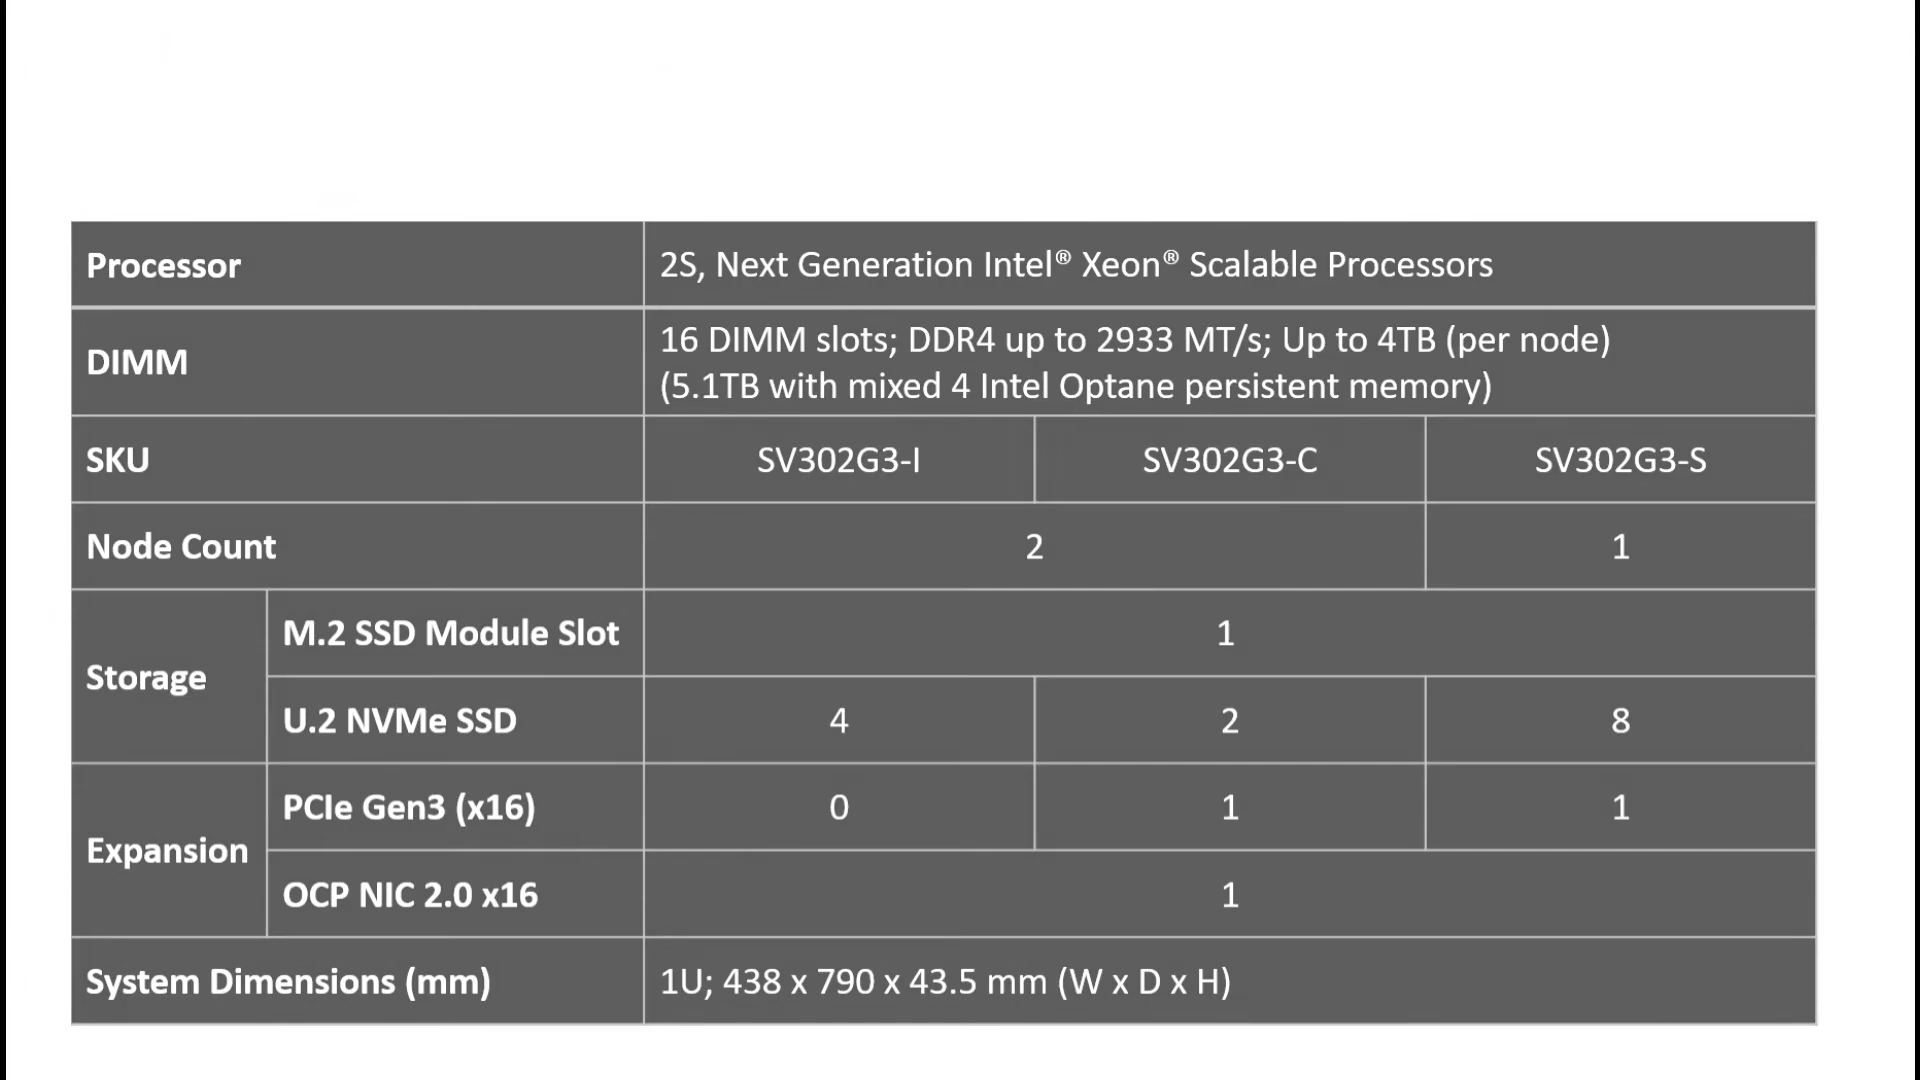 Processor
2S, Next Generation Intel® Xeon® Scalable Processors
DIMM
16 DIMM slots; DDR4 up to 2933 MT/s; Up to 4TB (per node)
(5.1TB with mixed 4 Intel Optane persistent memory)
SKU
SV302G3-I
SV302G3-C
SV302G3-S
Node Count
2
1
Storage
M.2 SSD Module Slot
1
U.2 NVMe SSD
4
2
8
Expansion
PCIe Gen3 (x16)
0
1
1
OCP NIC 2.0 x16
1
System Dimensions (mm)
1U; 438 x 790 x 43.5 mm (W x D x H)